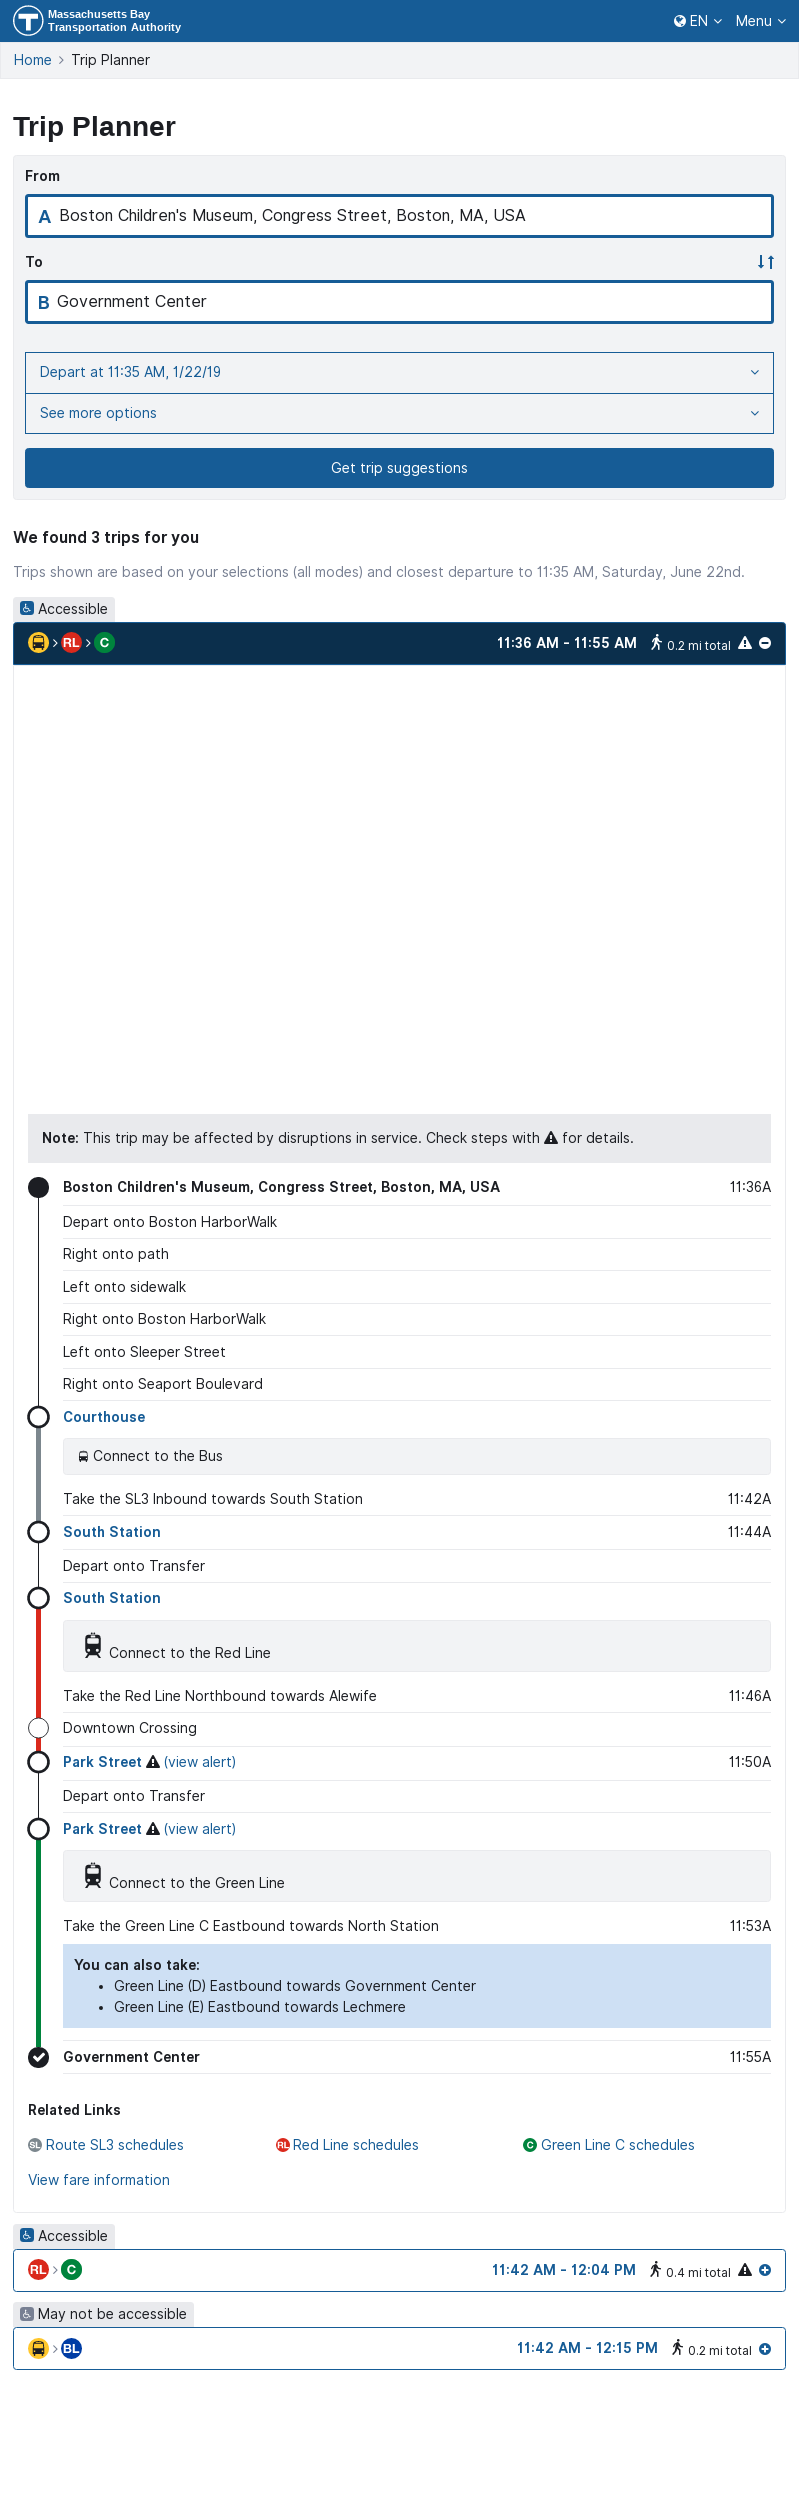 Massachusetts Bay
Transportation Authority
EN Menu
Home > Trip Planner
Trip Planner
From
A Boston Children's Museum, Congress Street, Boston, MA, USA
To
B Government Center
Depart at 11:35 AM, 1/22/19
See more options
Get trip suggestions
We found 3 trips for you
Trips shown are based on your selections (all modes) and closest departure to 11:35 AM, Saturday, June 22nd.
Accessible
RL > C 11:36 AM - 11:55 AM 0.2 mi total
Note: This trip may be affected by disruptions in service. Check steps with for details.
Boston Children's Museum, Congress Street, Boston, MA, USA 11:36A
Depart onto Boston HarborWalk
Right onto path
Left onto sidewalk
Right onto Boston HarborWalk
Left onto Sleeper Street
Right onto Seaport Boulevard
Courthouse
Connect to the Bus
Take the SL3 Inbound towards South Station 11:42A
South Station 11:44A
Depart onto Transfer
South Station
Connect to the Red Line
Take the Red Line Northbound towards Alewife 11:46A
Downtown Crossing
Park Street (view alert) 11:50A
Depart onto Transfer
Park Street (view alert)
Connect to the Green Line
Take the Green Line C Eastbound towards North Station 11:53A
You can also take:
• Green Line (D) Eastbound towards Government Center
• Green Line (E) Eastbound towards Lechmere
Government Center 11:55A
Related Links
SL Route SL3 schedules RL Red Line schedules C Green Line C schedules
View fare information
Accessible
RL > C 11:42 AM - 12:04 PM 0.4 mi total
May not be accessible
> BL 11:42 AM - 12:15 PM 0.2 mi total